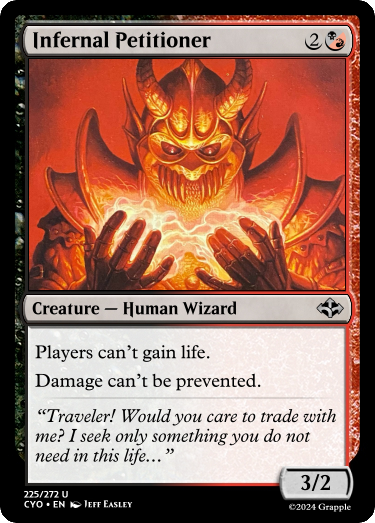 Infernal Petitioner 2
Creature — Human Wizard
Players can't gain life.
Damage can't be prevented.
“Traveler! Would you care to trade with
me? I seek only something you do not
need in this life…”
3/2
225/272 U
CYO • EN Jeff Easley
©2024 Grapple